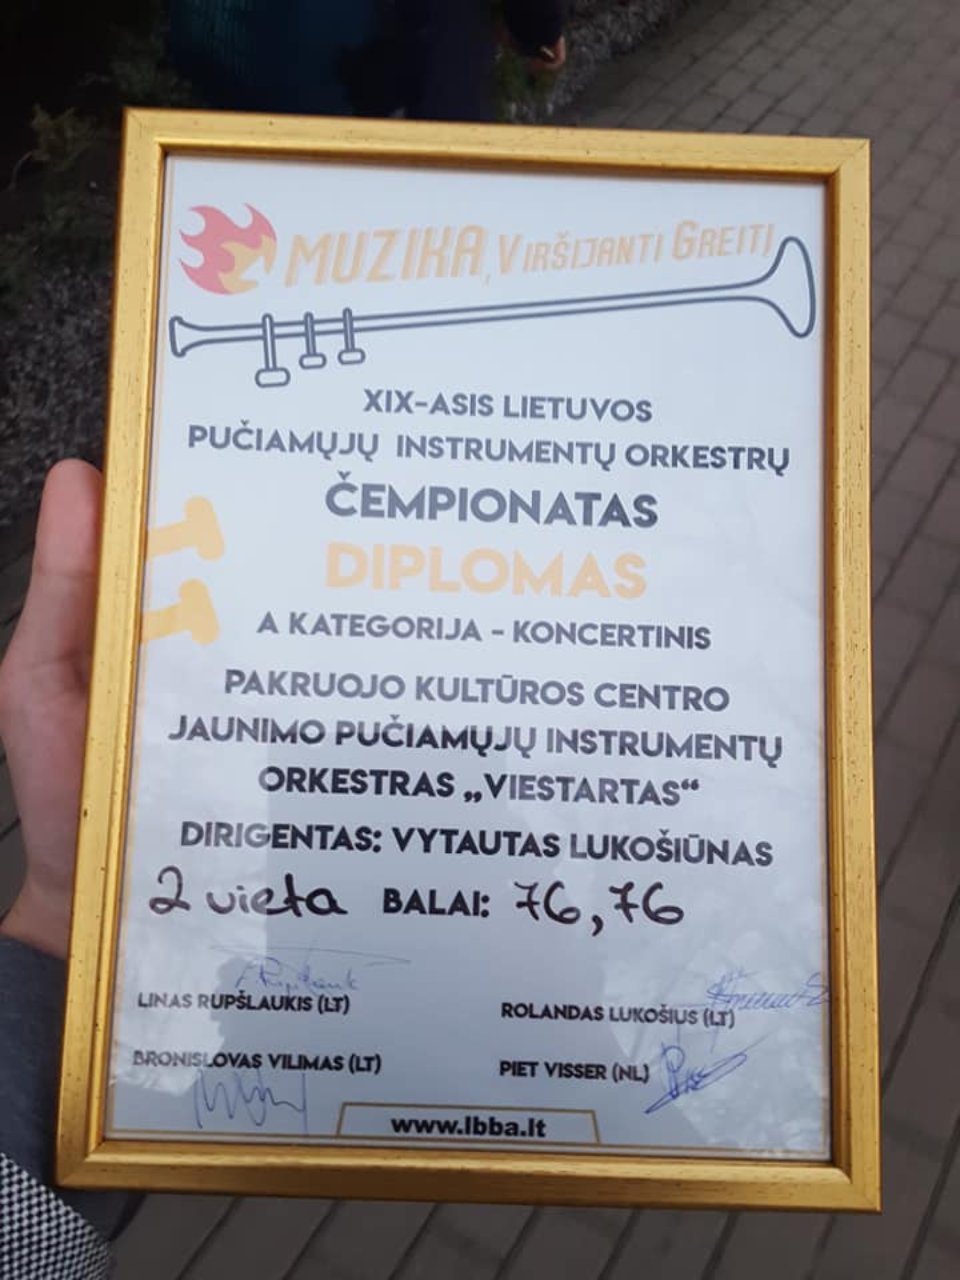 MUZIKA, VIRŠIJANTI GREITĮ
XIX-ASIS LIETUVOS
PUČIAMŲJŲ INSTRUMENTŲ ORKESTRŲ
ČEMPIONATAS
DIPLOMAS
A KATEGORIJA - KONCERTINIS
PAKRUOJO KULTŪROS CENTRO
JAUNIMO PUČIAMŲJŲ INSTRUMENTŲ
ORKESTRAS „VIESTARTAS“
DIRIGENTAS: VYTAUTAS LUKOŠIŪNAS
2 vieta BALAI: 76,76
LINAS RUPŠLAUKIS (LT)
ROLANDAS LUKOŠIUS (LT)
BRONISLOVAS VILIMAS (LT)
PIET VISSER (NL)
www.lbba.lt